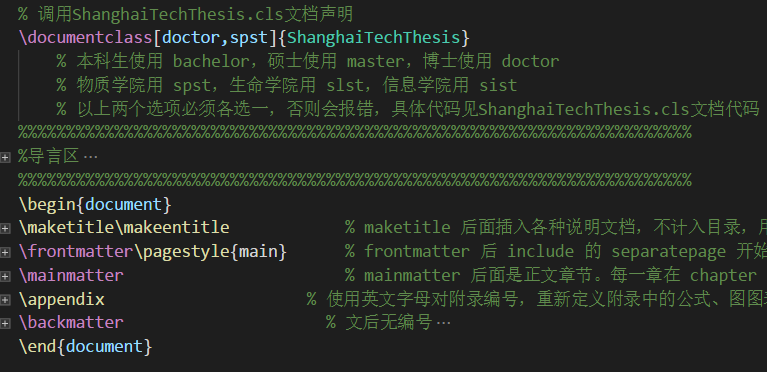 % 调用ShanghaiTechThesis.cls文档声明
\documentclass[doctor,spst]{ShanghaiTechThesis}
% 本科生使用 bachelor，硕士使用 master，博士使用 doctor
% 物质学院用 spst，生命学院用 slst，信息学院用 sist
% 以上两个选项必须各选一，否则会报错，具体代码见ShanghaiTechThesis.cls文档代码
%%%%%%%%%%%%%%%%%%%%%%%%%%%%%%%%%%%%%%%%%%%%%%%%%%%%%%%%%%%%%%%%%%%%%%%%
%导言区…
%%%%%%%%%%%%%%%%%%%%%%%%%%%%%%%%%%%%%%%%%%%%%%%%%%%%%%%%%%%%%%%%%%%%%%%%
\begin{document}
\maketitle\makeentitle % maketitle 后面插入各种说明文档，不计入目录，用
\frontmatter\pagestyle{main} % frontmatter 后 include 的 separatepage 开始
\mainmatter % mainmatter 后面是正文章节。每一章在 chapter
\appendix % 使用英文字母对附录编号，重新定义附录中的公式、图图表
\backmatter % 文后无编号…
\end{document}